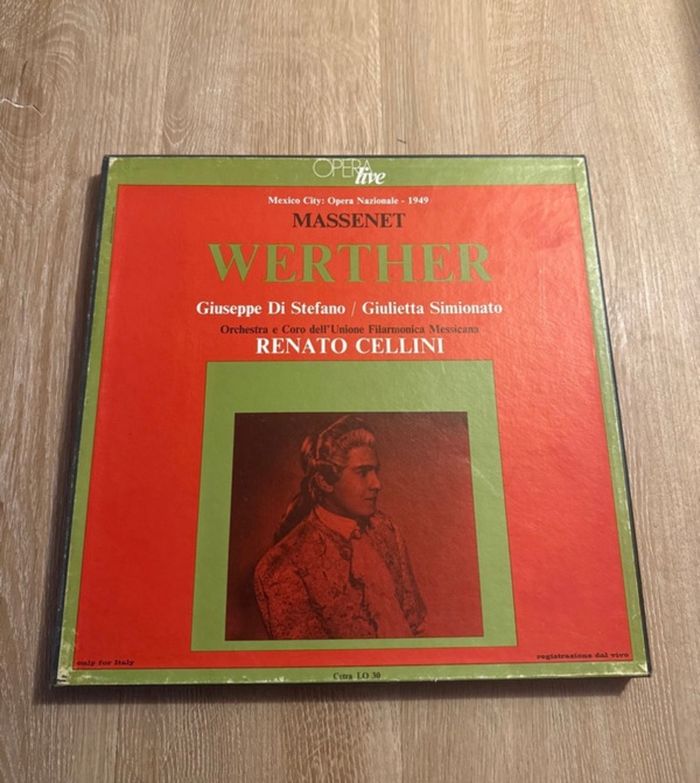 OPERA live
Mexico City: Opera Nazionale - 1949
MASSENET
WERTHER
Giuseppe Di Stefano / Giulietta Simionato
Orchestra e Coro dell'Unione Filarmonica Messicana
RENATO CELLINI
only for Italy
registrazione dal vivo
Cetra LO 30